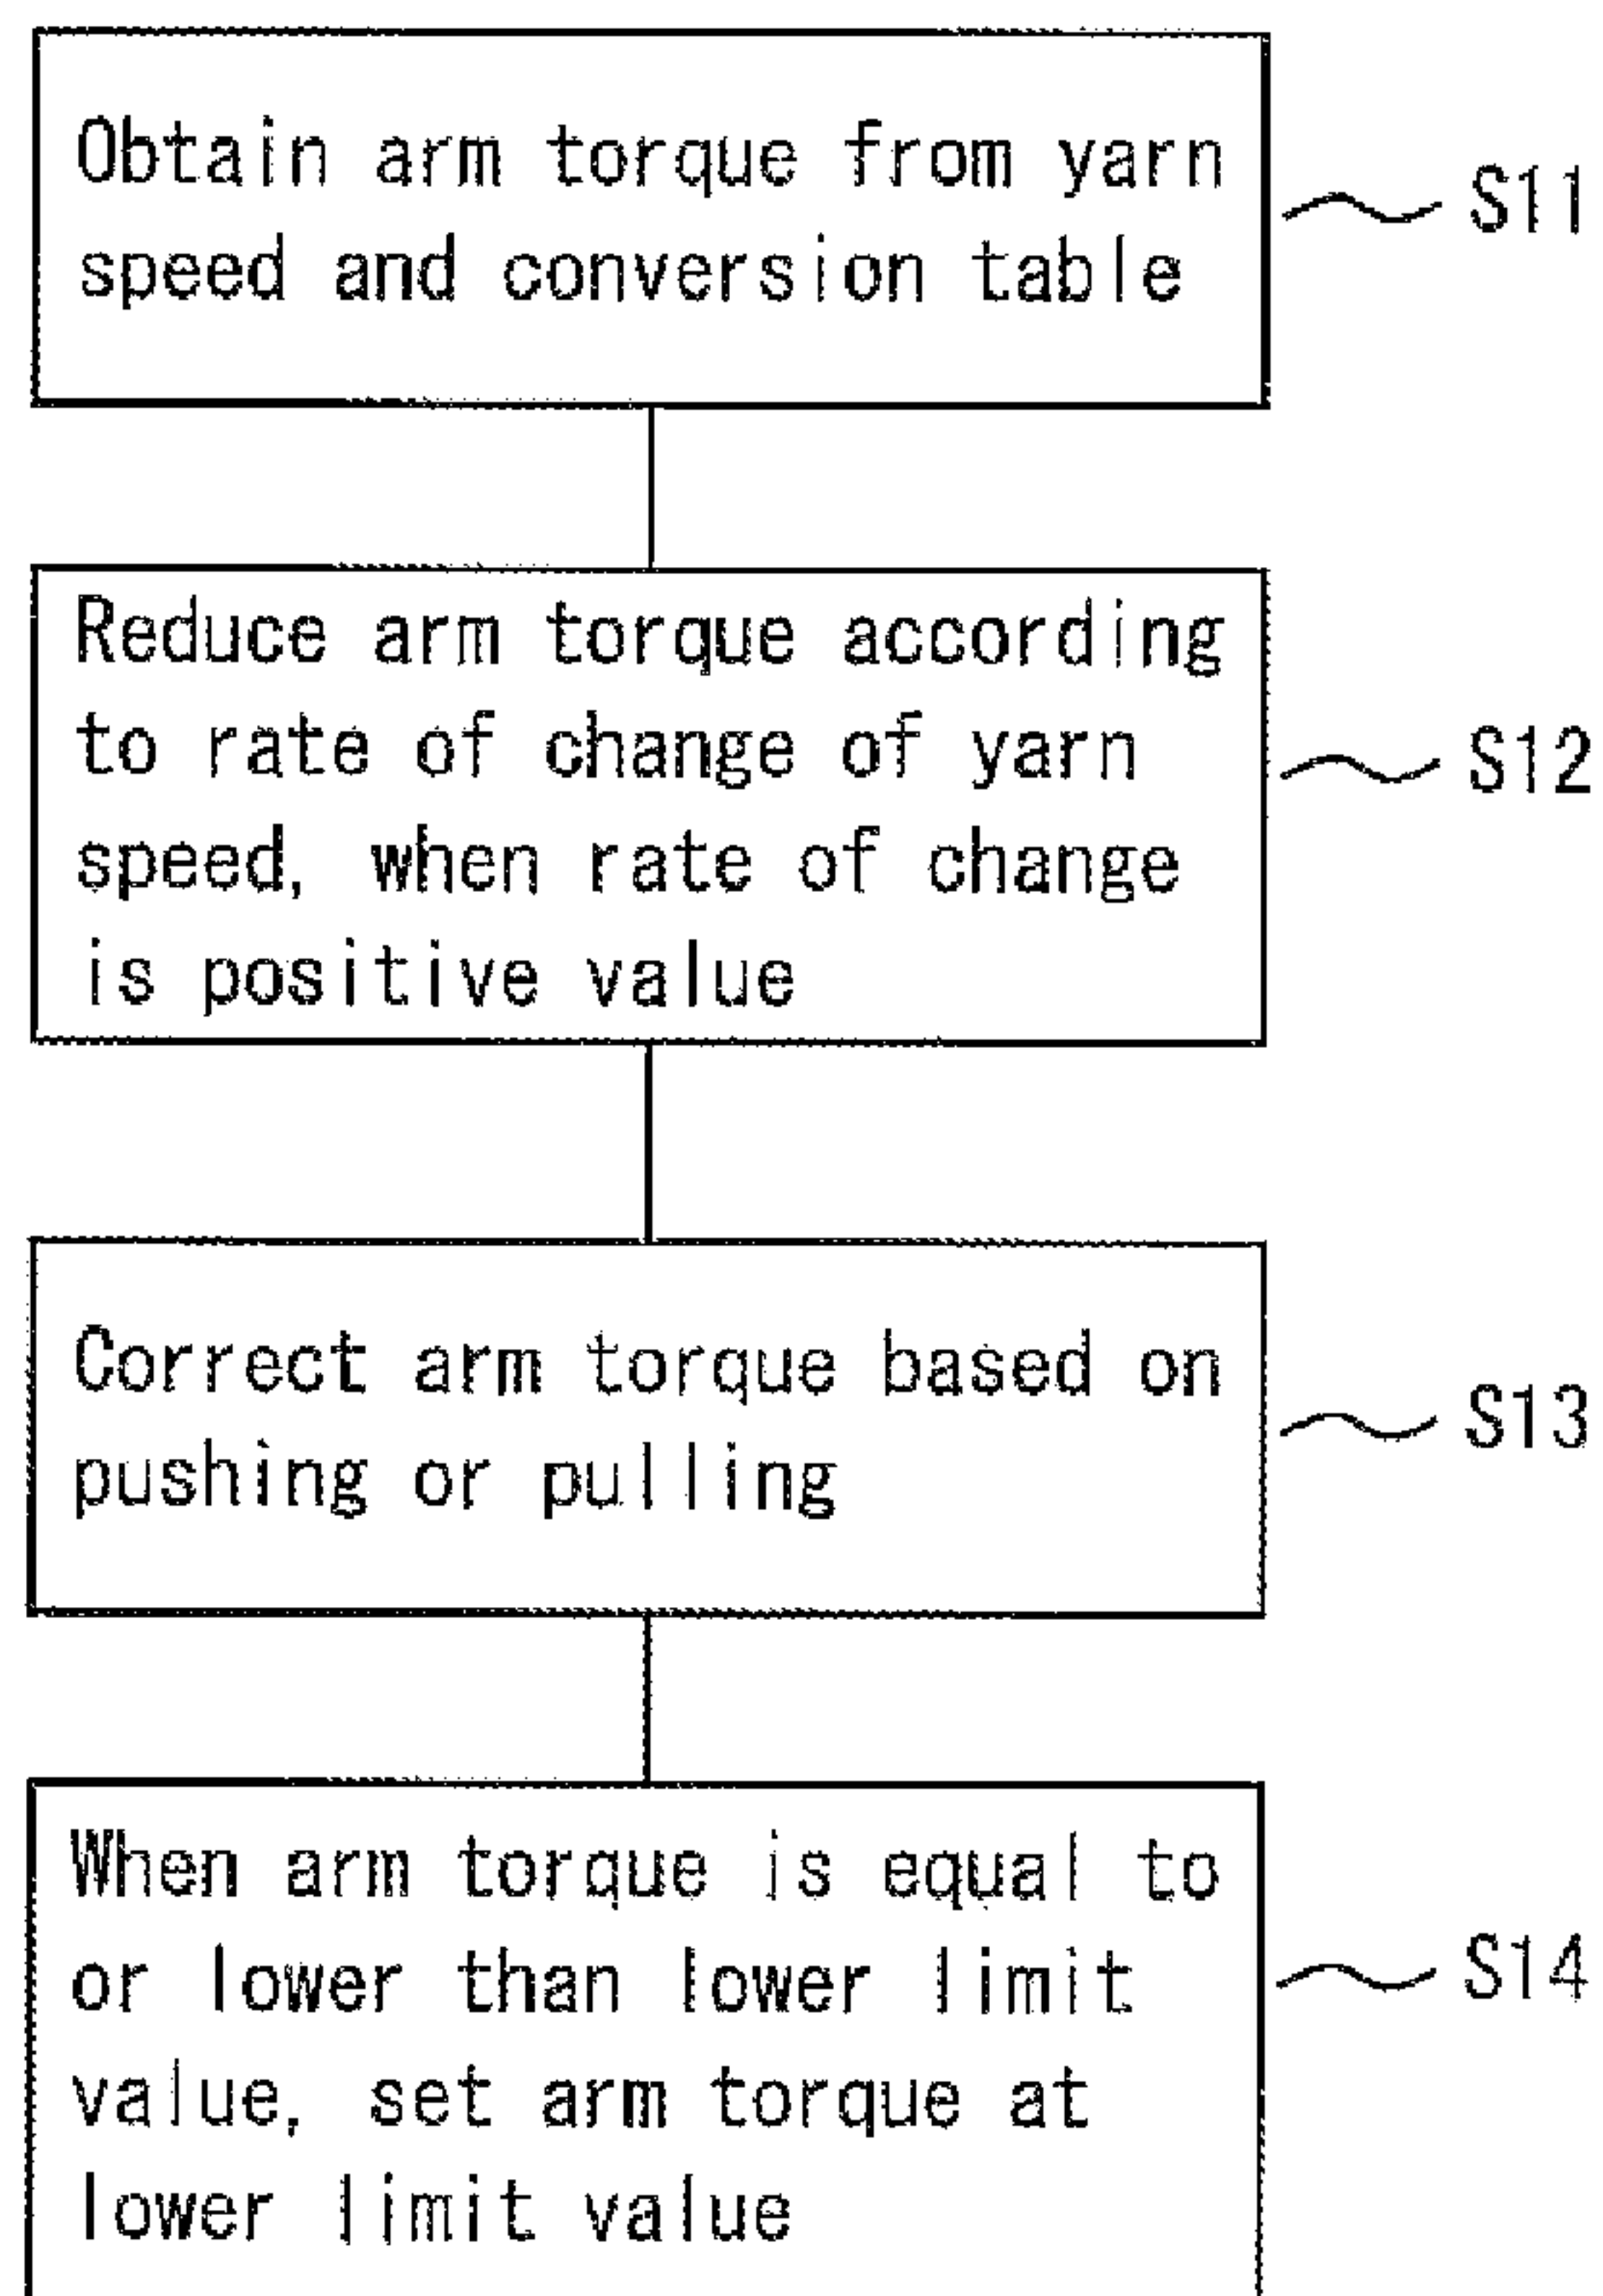 Obtain arm torque from yarn
speed and conversion table
S11
Reduce arm torque according
to rate of change of yarn
speed, when rate of change
is positive value
S12
Correct arm torque based on
pushing or pulling
S13
When arm torque is equal to
or lower than lower limit
value, set arm torque at
lower limit value
S14